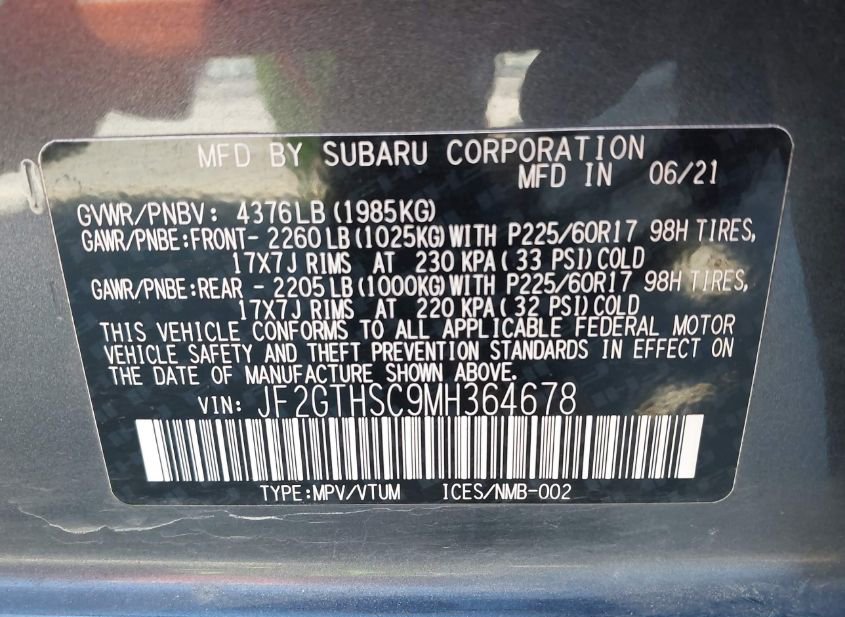 MFD BY SUBARU CORPORATION
MFD IN 06/21
GVWR/PNBV: 4376LB (1985KG)
GAWR/PNBE:FRONT- 2260LB(1025KG)WITH P225/60R17 98H TIRES,
17X7J RIMS AT 230 KPA(33 PSI)COLD
GAWR/PNBE:REAR - 2205LB(1000KG)WITH P225/60R17 98H TIRES,
17X7J RIMS AT 220 KPA(32 PSI)COLD
THIS VEHICLE CONFORMS TO ALL APPLICABLE FEDERAL MOTOR
VEHICLE SAFETY AND THEFT PREVENTION STANDARDS IN EFFECT ON
THE DATE OF MANUFACTURE SHOWN ABOVE.
VIN: JF2GTHSC9MH364678
TYPE:MPV/VTUM ICES/NMB-002